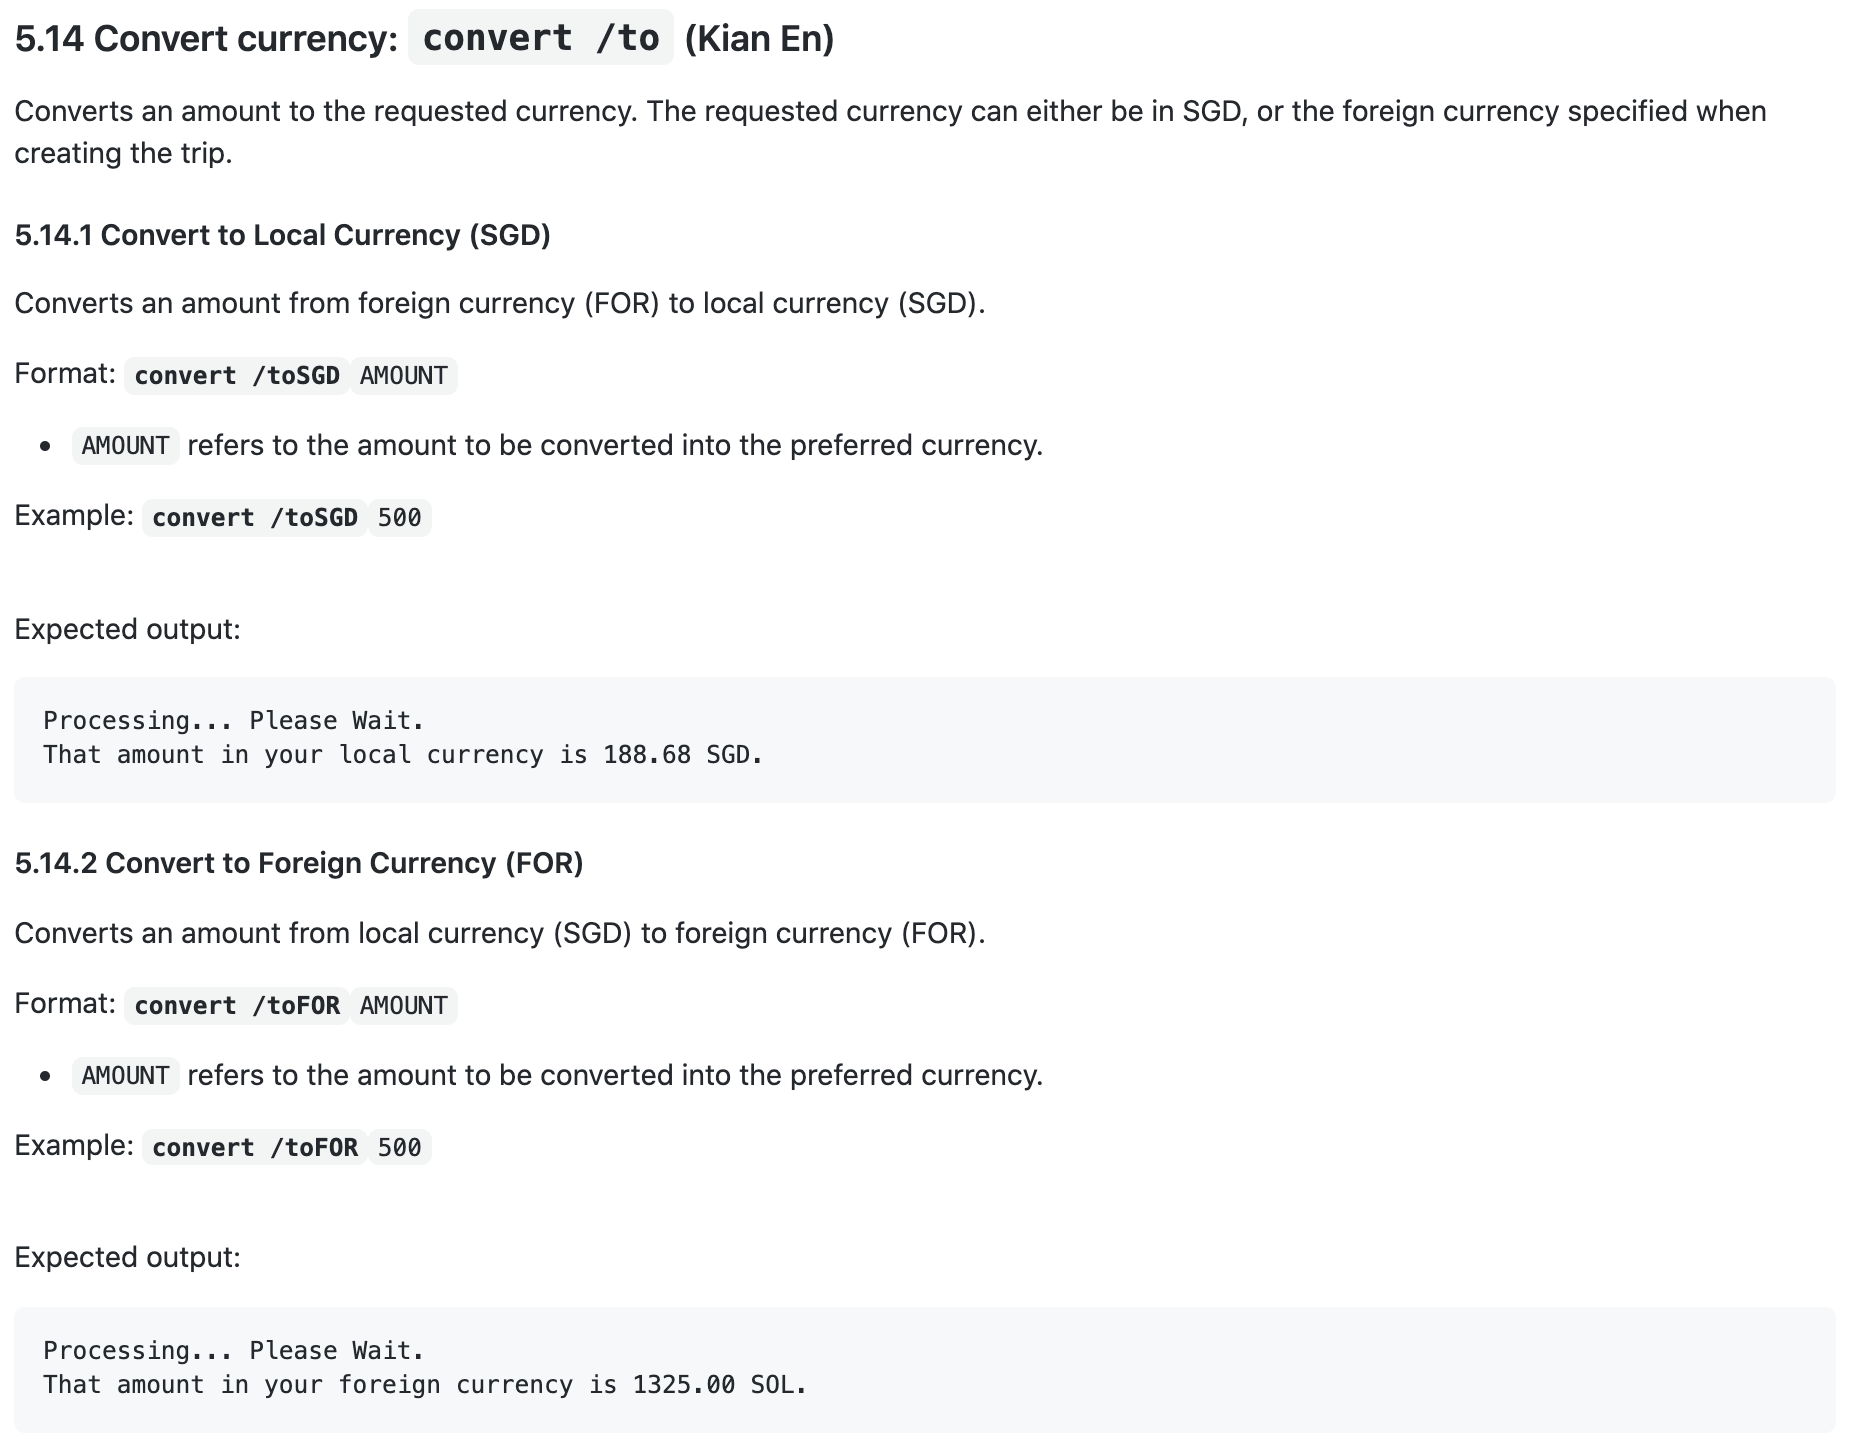 5.14 Convert currency: convert /to (Kian En)
Converts an amount to the requested currency. The requested currency can either be in SGD, or the foreign currency specified when
creating the trip.
5.14.1 Convert to Local Currency (SGD)
Converts an amount from foreign currency (FOR) to local currency (SGD).
Format: convert /toSGD AMOUNT
• AMOUNT refers to the amount to be converted into the preferred currency.
Example: convert /toSGD 500
Expected output:
Processing... Please Wait.
That amount in your local currency is 188.68 SGD.
5.14.2 Convert to Foreign Currency (FOR)
Converts an amount from local currency (SGD) to foreign currency (FOR).
Format: convert /toFOR AMOUNT
• AMOUNT refers to the amount to be converted into the preferred currency.
Example: convert /toFOR 500
Expected output:
Processing... Please Wait.
That amount in your foreign currency is 1325.00 SOL.